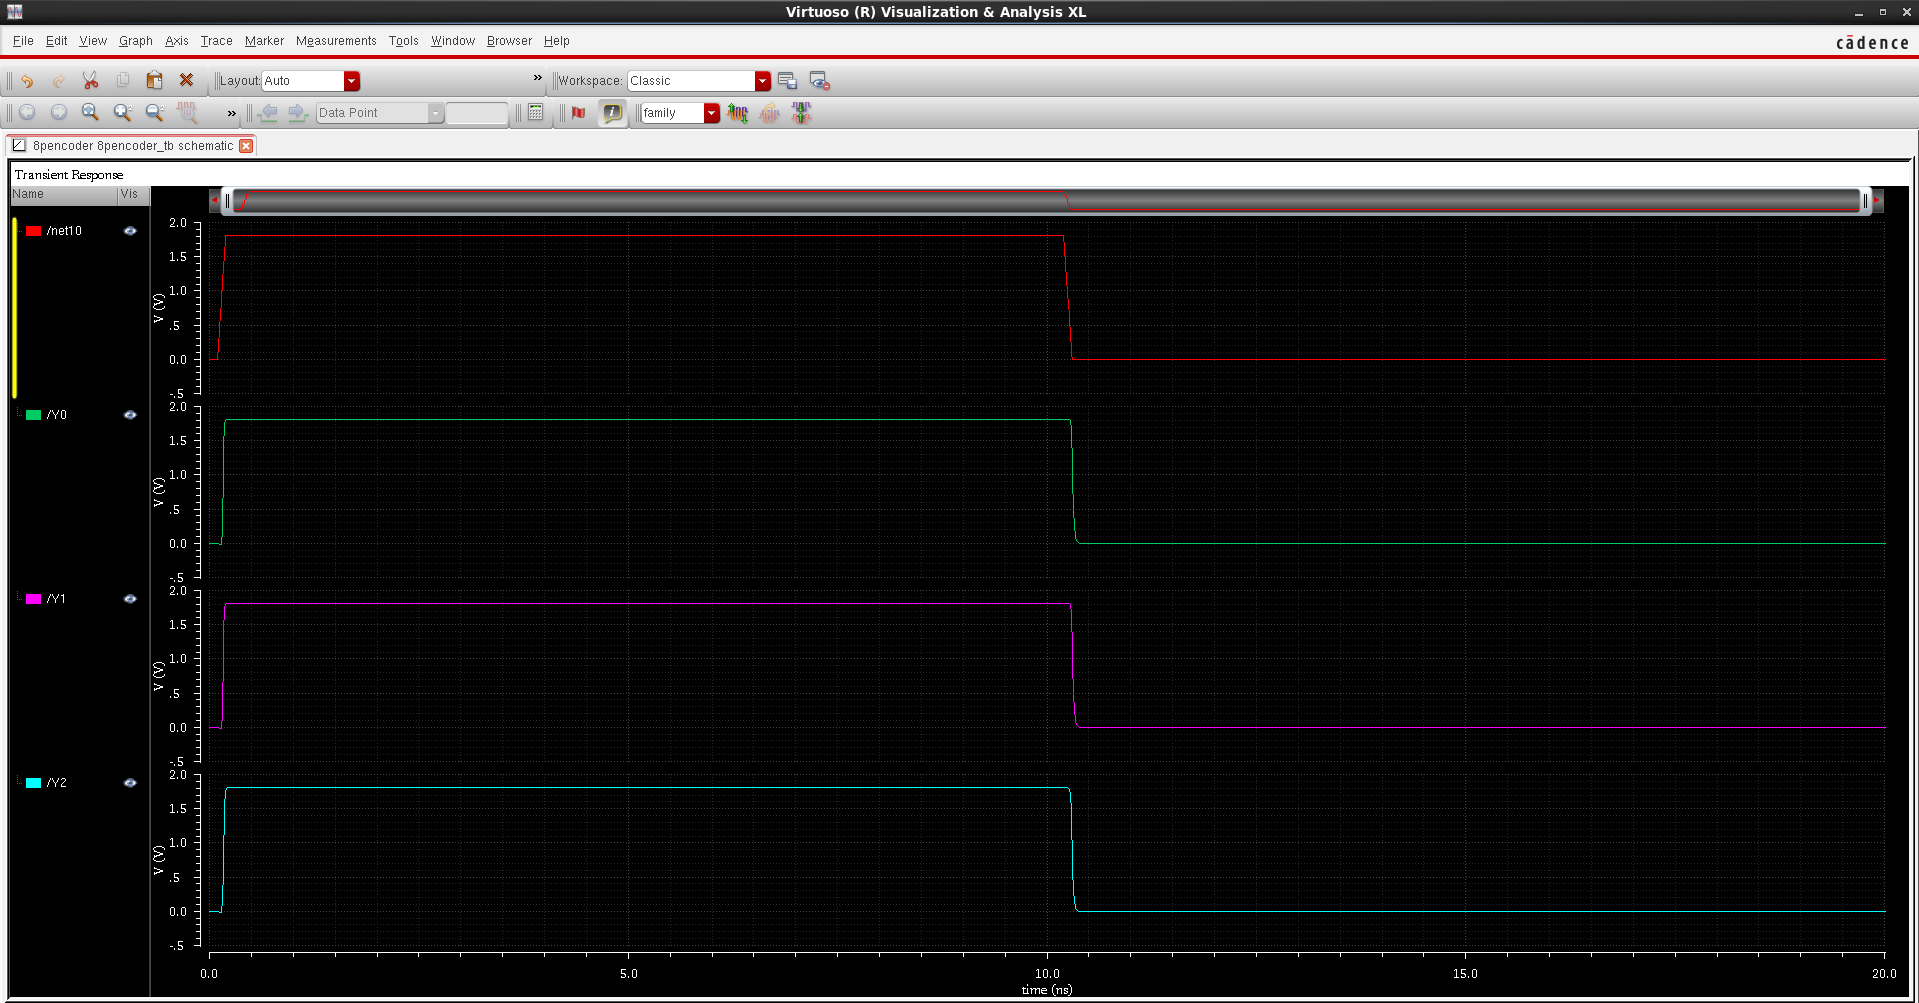 Virtuoso (R) Visualization & Analysis XL
File Edit View Graph Axis Trace Marker Measurements Tools Window Browser Help
cādence
Layout: Auto
»
Workspace: Classic
»
Data Point
family
8pencoder 8pencoder_tb schematic
Transient Response
Name Vis
/net10
2.0
1.5
1.0
.5
0.0
-.5
V (V)
/Y0
2.0
1.5
1.0
.5
0.0
-.5
V (V)
/Y1
2.0
1.5
1.0
.5
0.0
-.5
V (V)
/Y2
2.0
1.5
1.0
.5
0.0
-.5
V (V)
0.0 5.0 10.0 15.0 20.0
time (ns)